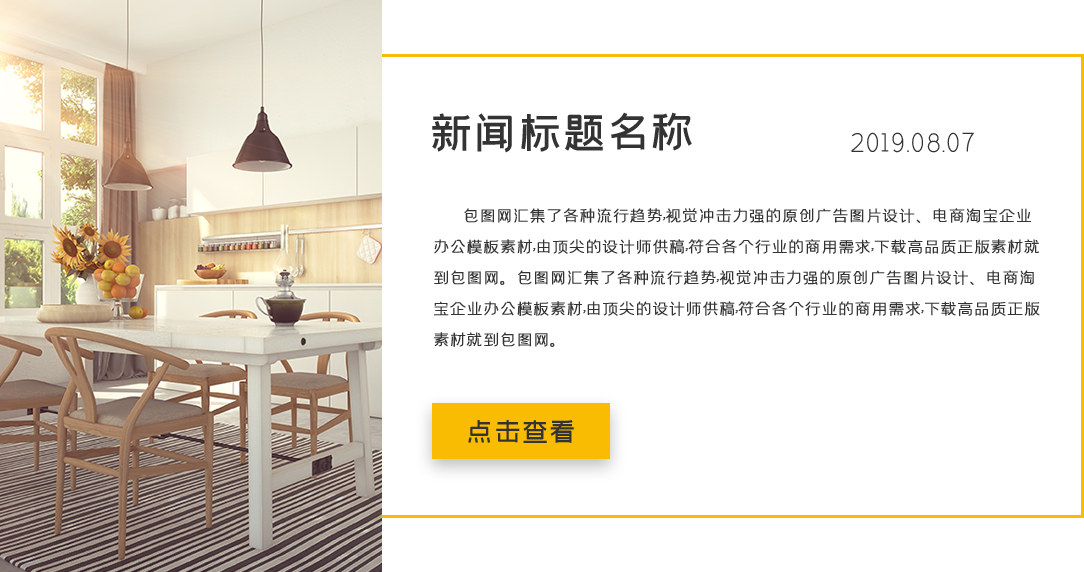 新闻标题名称
2019.08.07
包图网汇集了各种流行趋势,视觉冲击力强的原创广告图片设计、电商淘宝企业
办公模板素材,由顶尖的设计师供稿,符合各个行业的商用需求,下载高品质正版素材就
到包图网。包图网汇集了各种流行趋势,视觉冲击力强的原创广告图片设计、电商淘
宝企业办公模板素材,由顶尖的设计师供稿,符合各个行业的商用需求,下载高品质正版
素材就到包图网。
点击查看